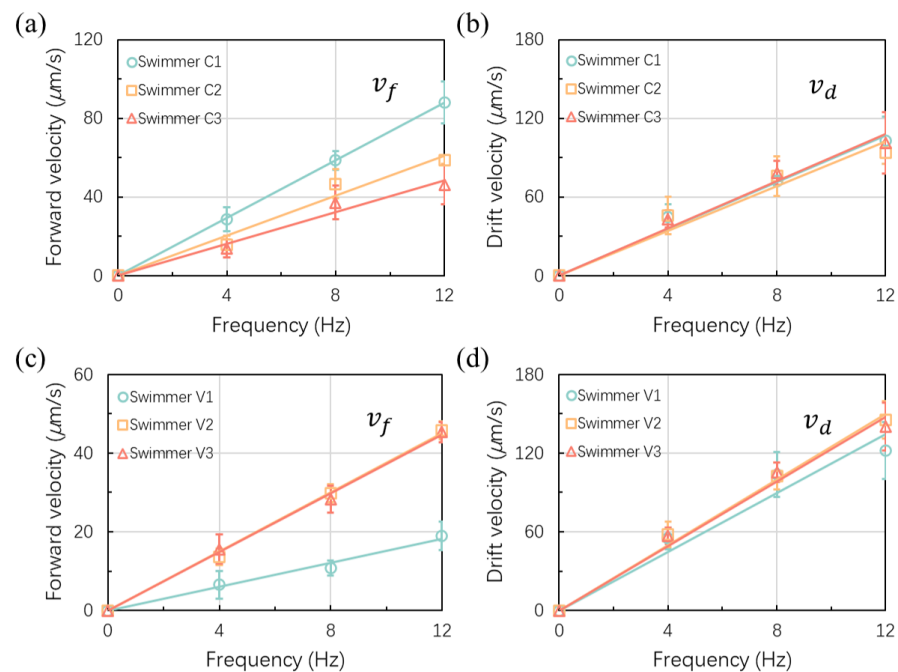 (a)
Forward velocity (μm/s)
120
80
40
0
Swimmer C1
Swimmer C2
Swimmer C3
v_f
0 4 8 12
Frequency (Hz)
(b)
Drift velocity (μm/s)
180
120
60
0
Swimmer C1
Swimmer C2
Swimmer C3
v_d
0 4 8 12
Frequency (Hz)
(c)
Forward velocity (μm/s)
60
40
20
0
Swimmer V1
Swimmer V2
Swimmer V3
v_f
0 4 8 12
Frequency (Hz)
(d)
Drift velocity (μm/s)
180
120
60
0
Swimmer V1
Swimmer V2
Swimmer V3
v_d
0 4 8 12
Frequency (Hz)